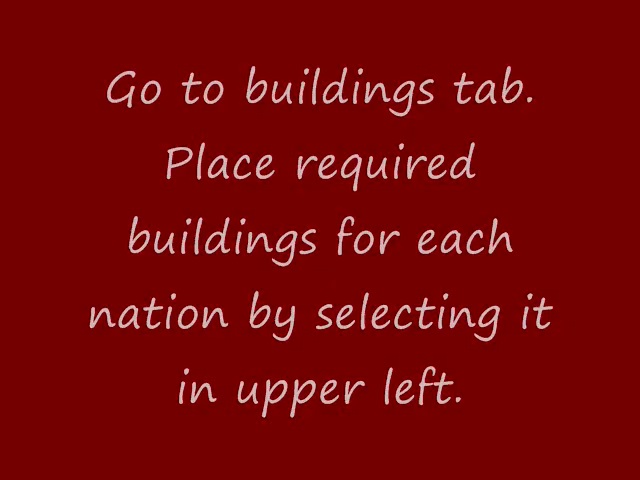 Go to buildings tab.
Place required
buildings for each
nation by selecting it
in upper left.